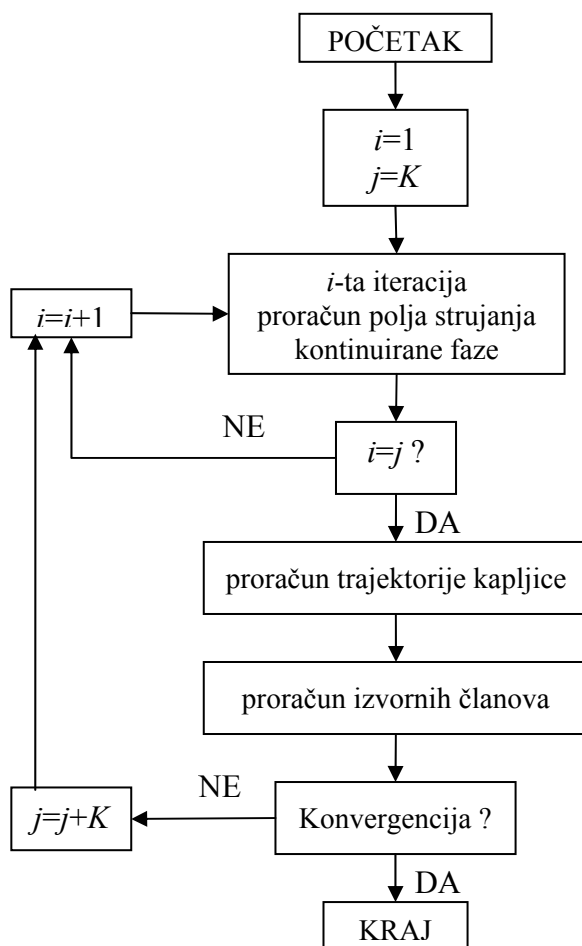 POČETAK
i=1
j=K
i-ta iteracija
proračun polja strujanja
kontinuirane faze
i=i+1
NE
i=j ?
DA
proračun trajektorije kapljice
proračun izvornih članova
NE
j=j+K
Konvergencija ?
DA
KRAJ